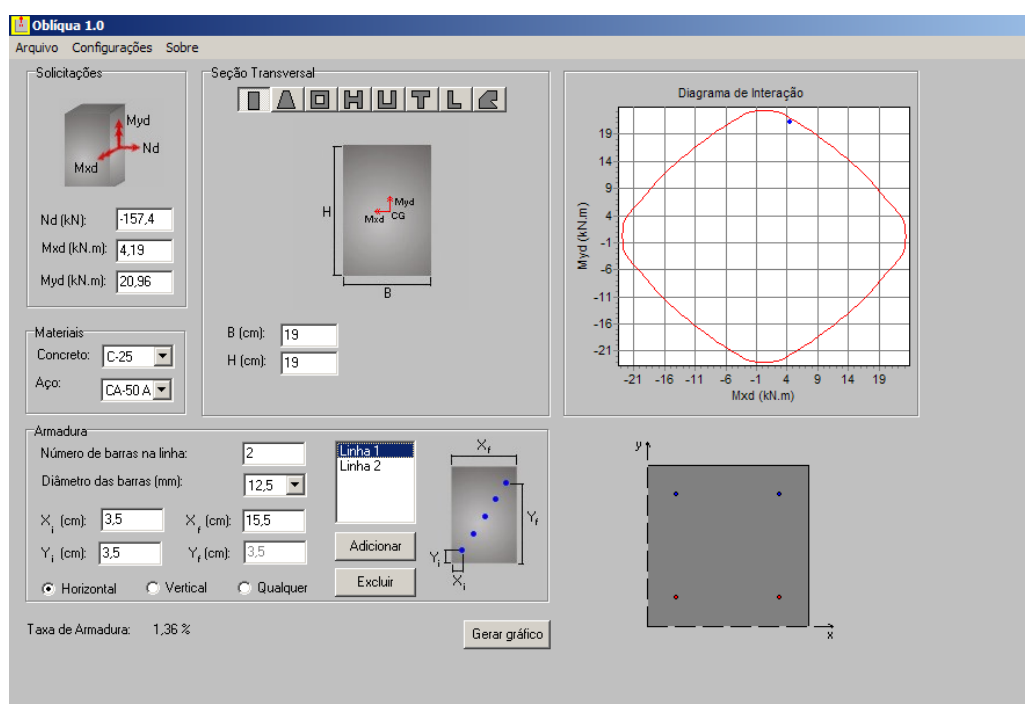 Oblíqua 1.0
Arquivo Configurações Sobre
Solicitações
Myd
Nd
Mxd
Nd (kN): -157,4
Mxd (kN.m): 4,19
Myd (kN.m): 20,96
Materiais
Concreto: C-25
Aço: CA-50 A
Seção Transversal
H
Myd
Mxd CG
B
B (cm): 19
H (cm): 19
Diagrama de Interação
Myd (kN.m)
19
14
9
4
-1
-6
-11
-16
-21
-21 -16 -11 -6 -1 4 9 14 19
Mxd (kN.m)
Armadura
Número de barras na linha: 2
Diâmetro das barras (mm): 12,5
Xi (cm): 3,5 Xf (cm): 15,5
Yi (cm): 3,5 Yf (cm): 3,5
Horizontal Vertical Qualquer
Linha 1
Linha 2
Adicionar
Excluir
Xf
Yf
Yi
Xi
Taxa de Armadura: 1,36 %
Gerar gráfico
y
x